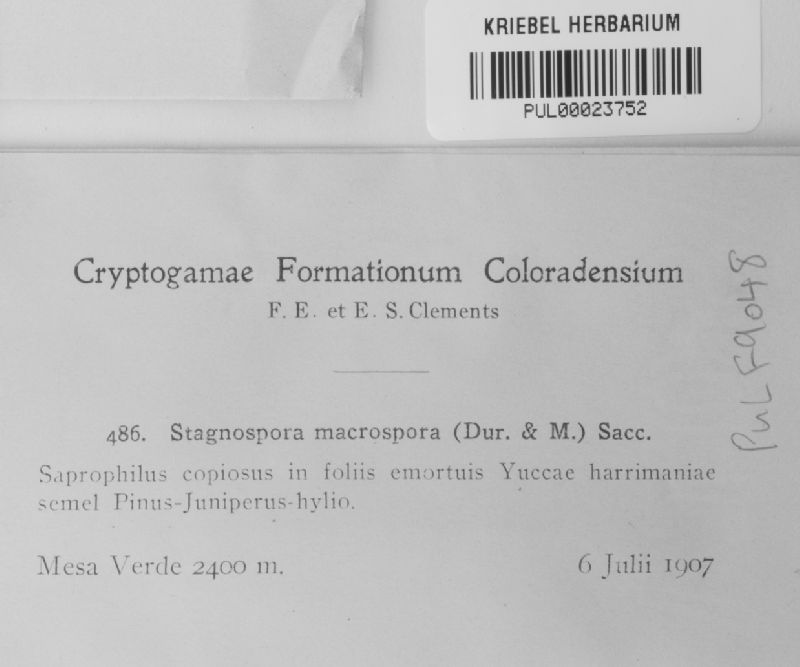 KRIEBEL HERBARIUM
PUL00023752
Cryptogamae Formationum Coloradensium
F. E. et E. S. Clements
486. Stagnospora macrospora (Dur. & M.) Sacc.
Saprophilus copiosus in foliis emortuis Yuccae harrimaniae
semel Pinus-Juniperus-hylio.
Mesa Verde 2400 m. 6 Julii 1907
PUL F9048